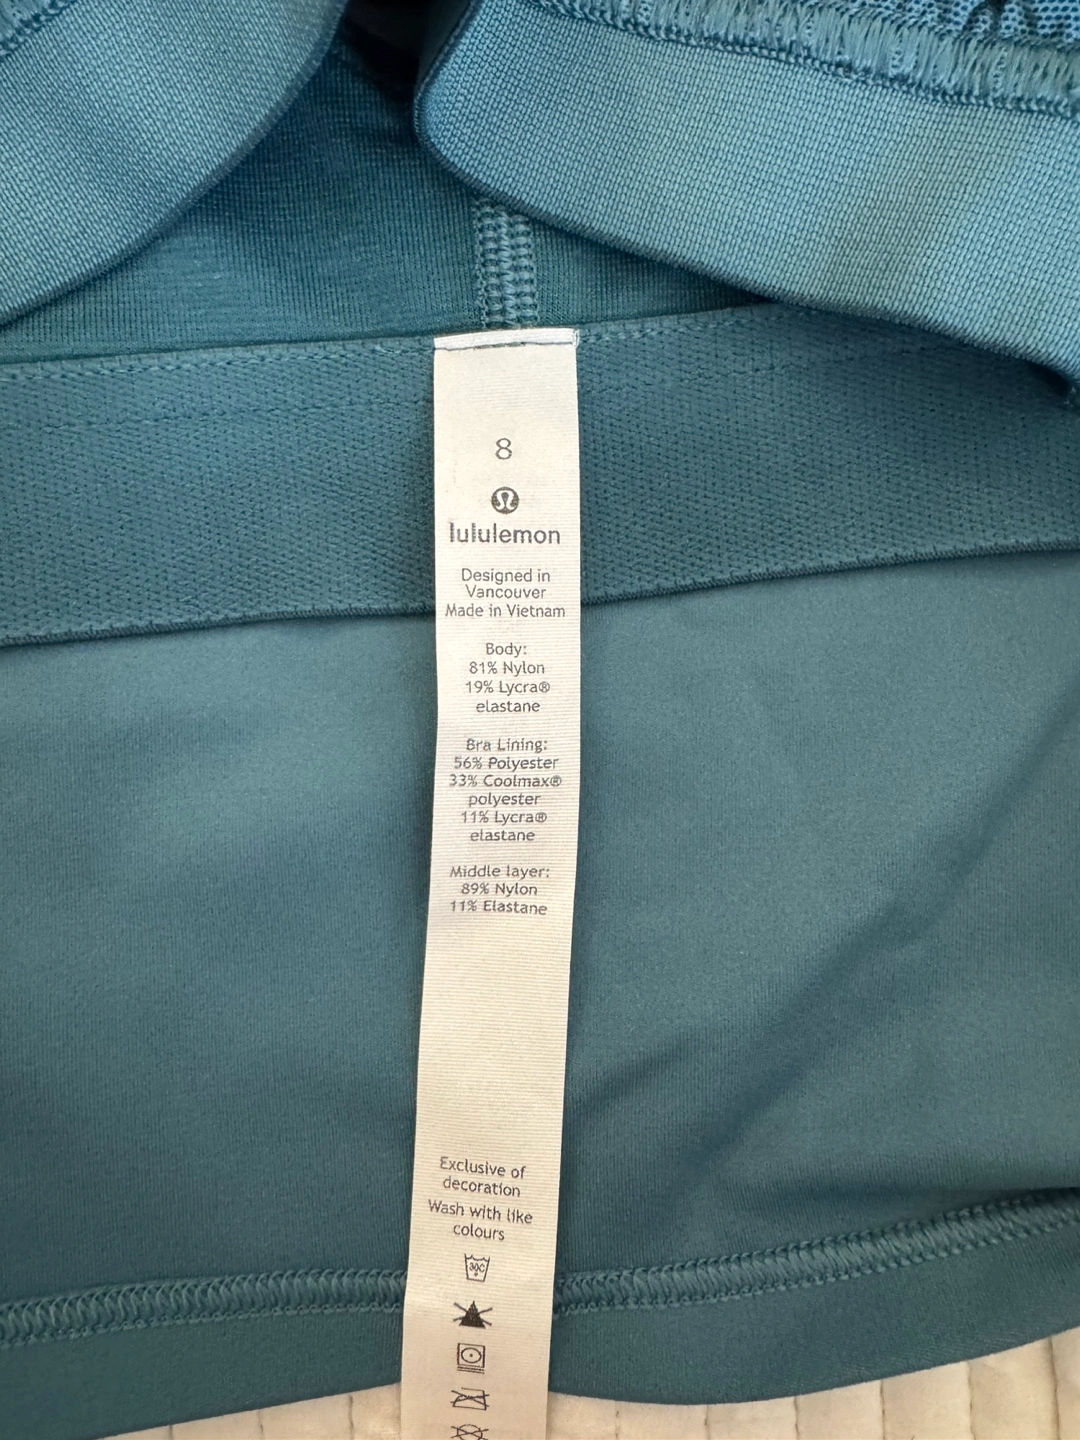 8
lululemon
Designed in
Vancouver
Made in Vietnam
Body:
81% Nylon
19% Lycra®
elastane
Bra Lining:
56% Polyester
33% Coolmax®
polyester
11% Lycra®
elastane
Middle layer:
89% Nylon
11% Elastane
Exclusive of
decoration
Wash with like
colours
30C